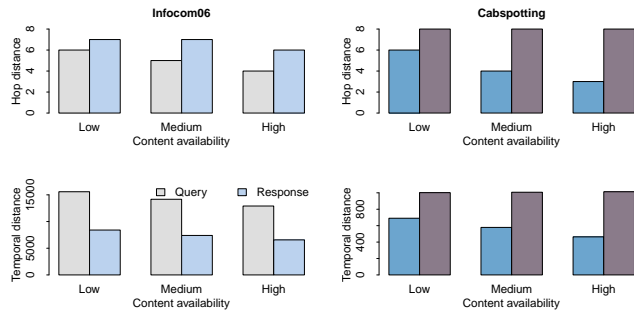 Infocom06
Cabspotting
Hop distance
0 2 4 6 8
Low Medium High
Content availability
Hop distance
0 2 4 6 8
Low Medium High
Content availability
Temporal distance
0 5000 15000
Query Response
Low Medium High
Content availability
Temporal distance
0 400 800
Low Medium High
Content availability